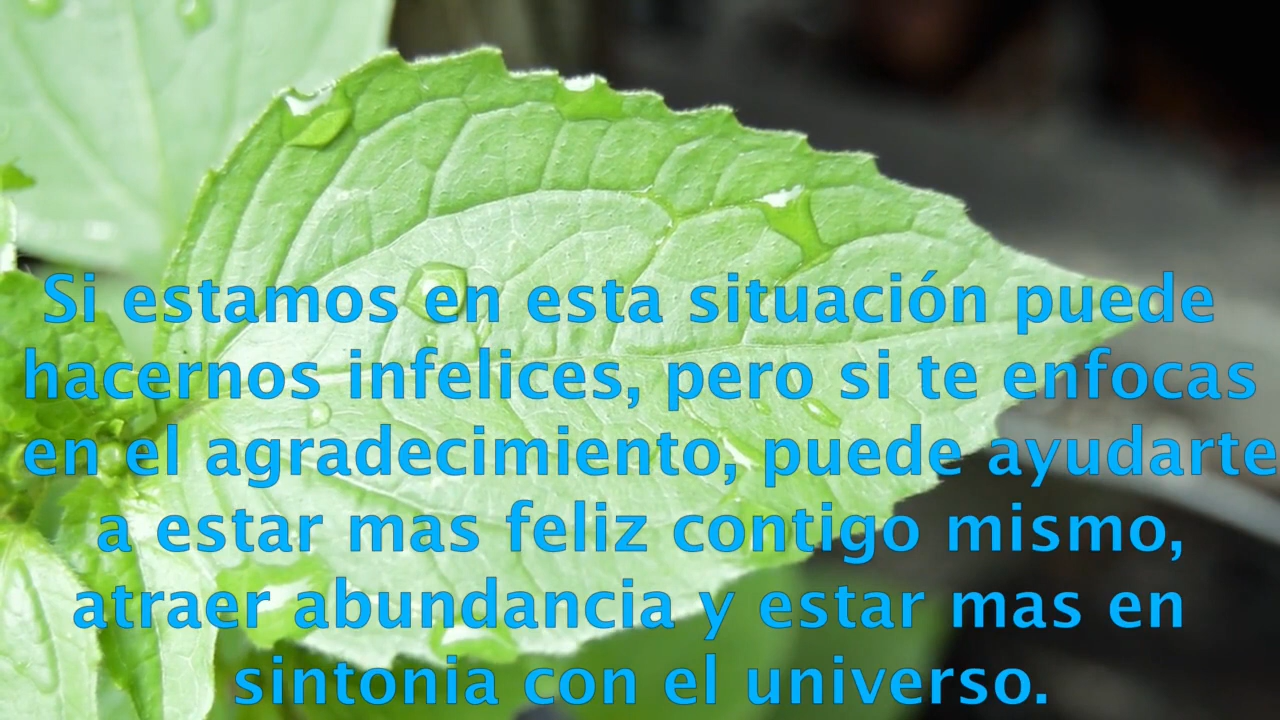 Si estamos en esta situación puede
hacernos infelices, pero si te enfocas
en el agradecimiento, puede ayudarte
a estar mas feliz contigo mismo,
atraer abundancia y estar mas en
sintonia con el universo.